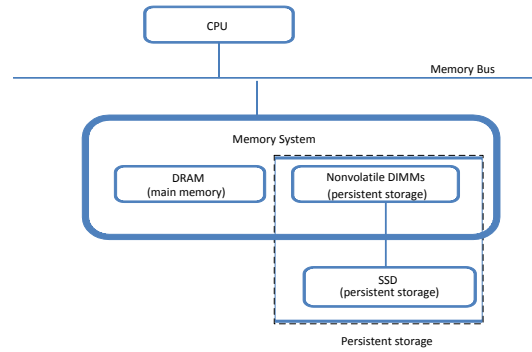 CPU
Memory Bus
Memory System
DRAM
(main memory)
Nonvolatile DIMMs
(persistent storage)
SSD
(persistent storage)
Persistent storage